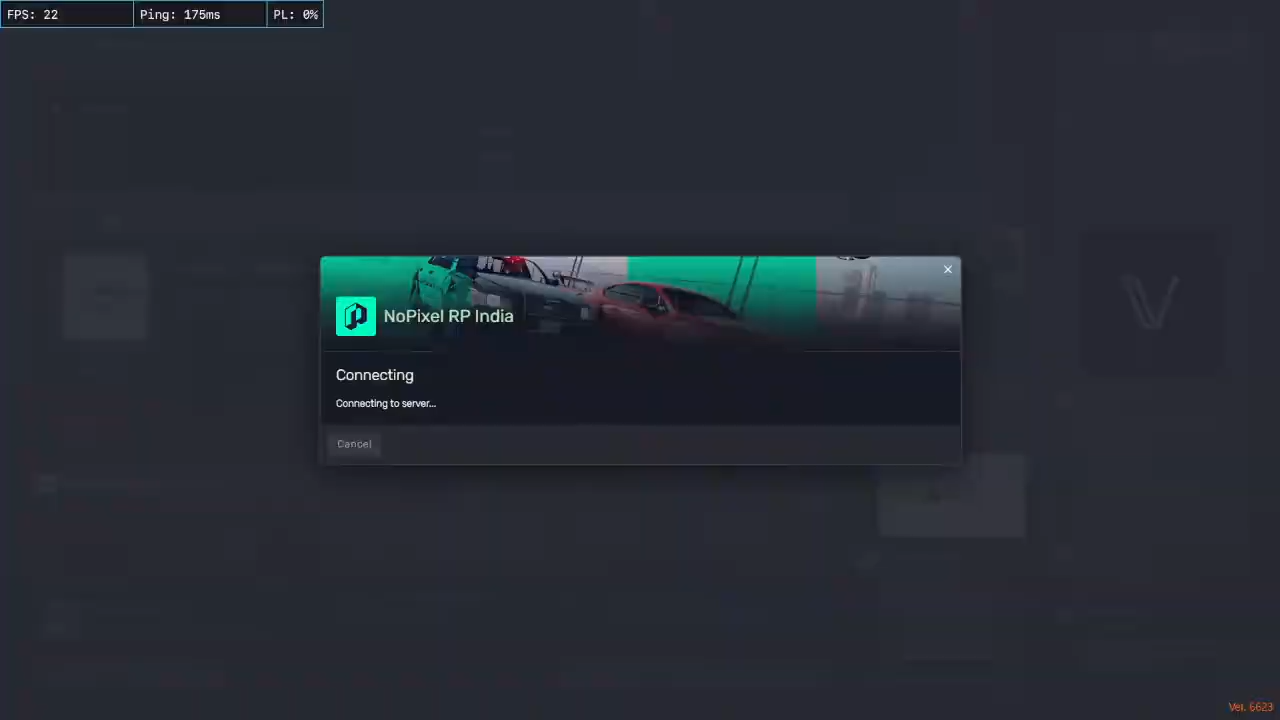 FPS: 22
Ping: 175ms
PL: 0%
NoPixel RP India
Connecting
Connecting to server...
Cancel
Ver. 6623